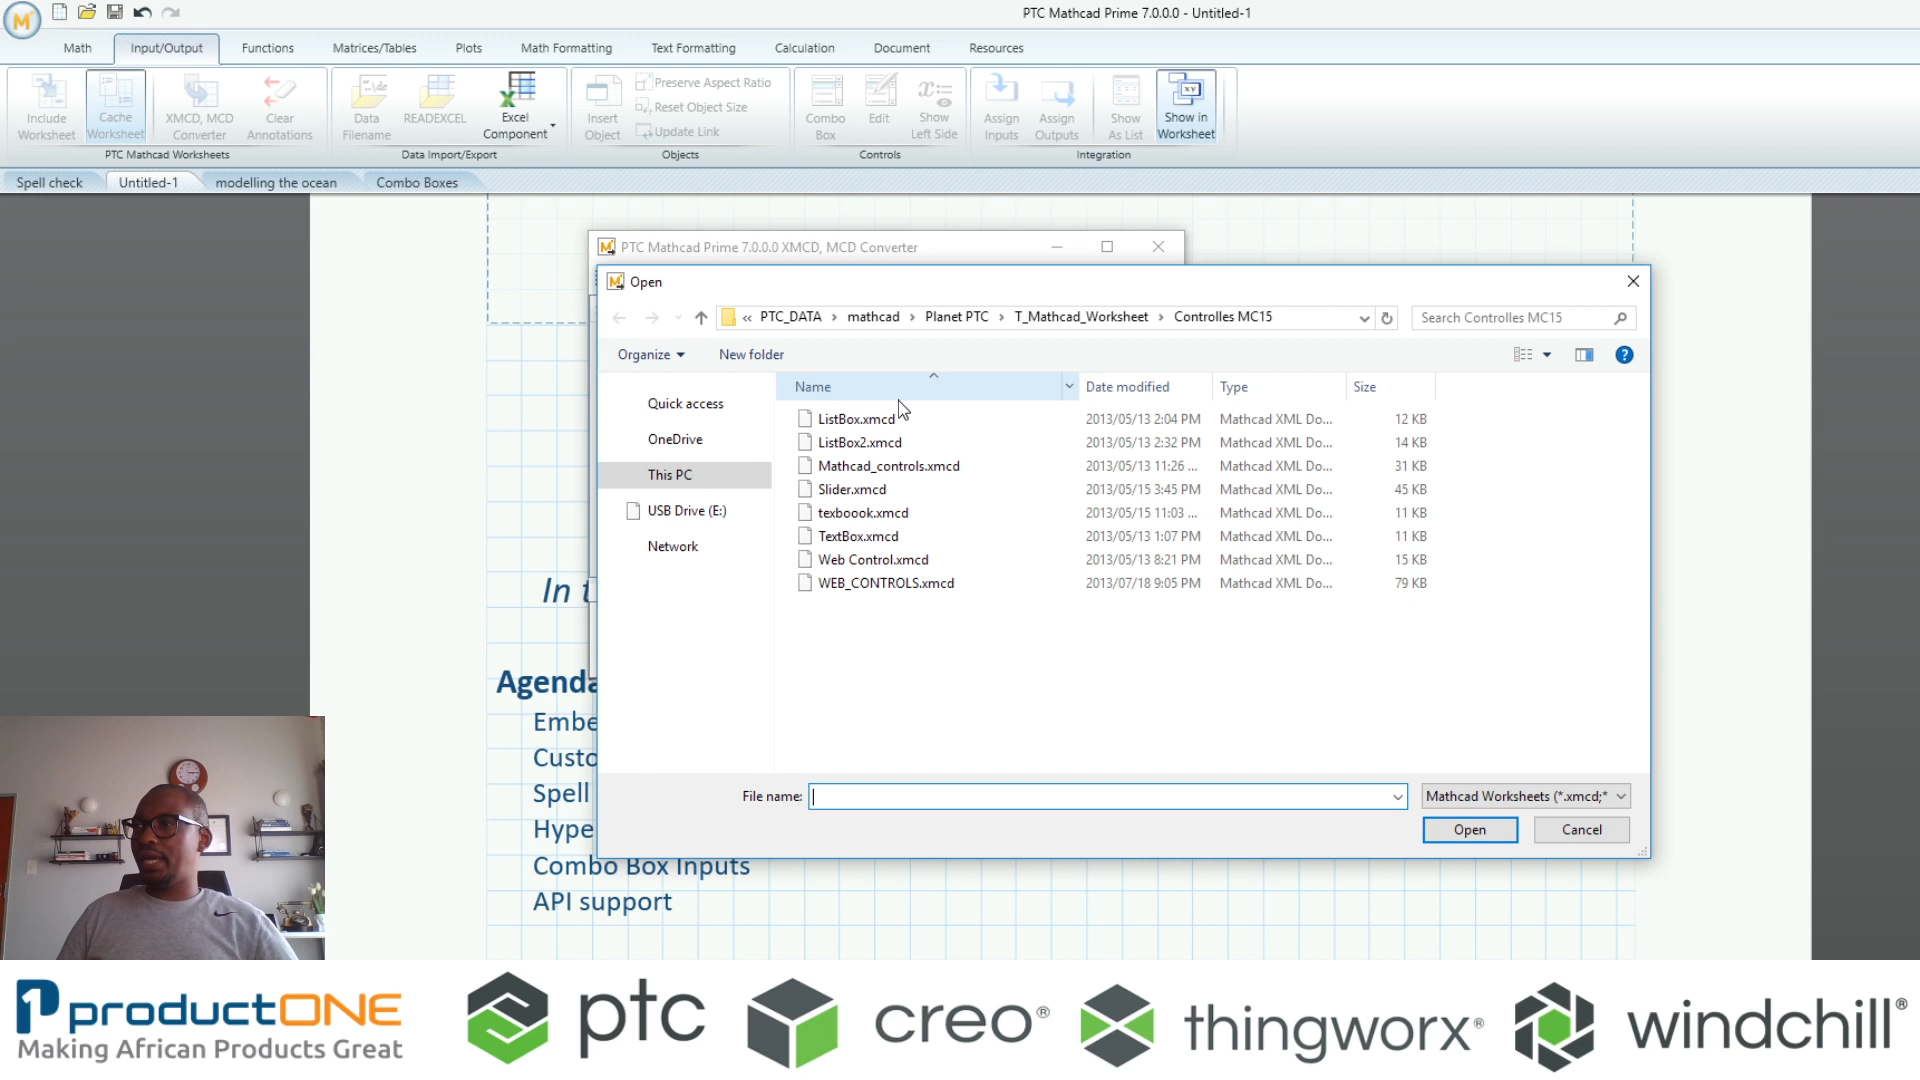 PTC Mathcad Prime 7.0.0.0 - Untitled-1
Math Input/Output Functions Matrices/Tables Plots Math Formatting Text Formatting Calculation Document Resources
Include Worksheet
Cache Worksheet
XMCD, MCD Converter
Clear Annotations
PTC Mathcad Worksheets
Data Filename
READEXCEL
Excel Component
Data Import/Export
Insert Object
Preserve Aspect Ratio
Reset Object Size
Update Link
Objects
Combo Box
Edit
Show Left Side
Controls
Assign Inputs
Assign Outputs
Show As List
Show in Worksheet
Integration
Spell check Untitled-1 modelling the ocean Combo Boxes
PTC Mathcad Prime 7.0.0.0 XMCD, MCD Converter
Open
« PTC_DATA › mathcad › Planet PTC › T_Mathcad_Worksheet › Controlles MC15
Search Controlles MC15
Organize New folder
Quick access
OneDrive
This PC
USB Drive (E:)
Network
Name Date modified Type Size
ListBox.xmcd 2013/05/13 2:04 PM Mathcad XML Do... 12 KB
ListBox2.xmcd 2013/05/13 2:32 PM Mathcad XML Do... 14 KB
Mathcad_controls.xmcd 2013/05/13 11:26 ... Mathcad XML Do... 31 KB
Slider.xmcd 2013/05/15 3:45 PM Mathcad XML Do... 45 KB
texboook.xmcd 2013/05/15 11:03 ... Mathcad XML Do... 11 KB
TextBox.xmcd 2013/05/13 1:07 PM Mathcad XML Do... 11 KB
Web Control.xmcd 2013/05/13 8:21 PM Mathcad XML Do... 15 KB
WEB_CONTROLS.xmcd 2013/07/18 9:05 PM Mathcad XML Do... 79 KB
File name:
Mathcad Worksheets (*.xmcd;*
Open Cancel
In t
Agenda
Embe
Custo
Spell
Hype
Combo Box Inputs
API support
productONE
Making African Products Great
ptc
creo®
thingworx®
windchill®